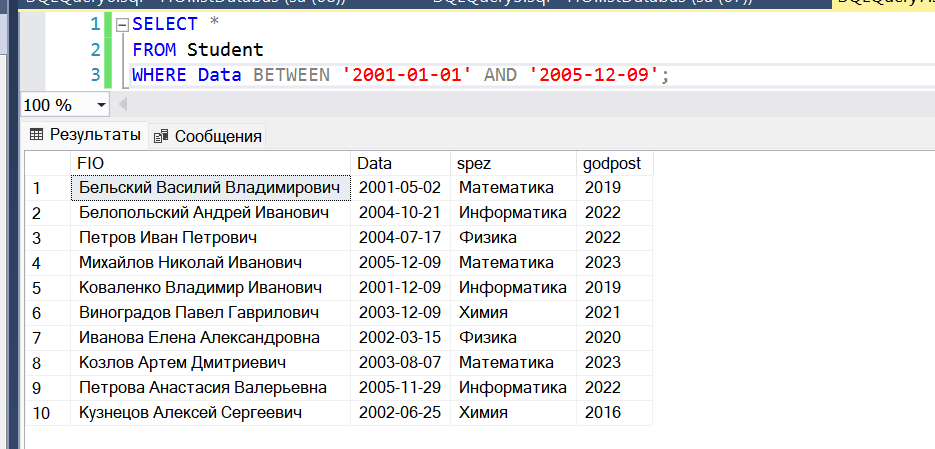 1 SELECT *
2 FROM Student
3 WHERE Data BETWEEN '2001-01-01' AND '2005-12-09';
100 %
Результаты Сообщения
FIO Data spez godpost
1 Бельский Василий Владимирович 2001-05-02 Математика 2019
2 Белопольский Андрей Иванович 2004-10-21 Информатика 2022
3 Петров Иван Петрович 2004-07-17 Физика 2022
4 Михайлов Николай Иванович 2005-12-09 Математика 2023
5 Коваленко Владимир Иванович 2001-12-09 Информатика 2019
6 Виноградов Павел Гаврилович 2003-12-09 Химия 2021
7 Иванова Елена Александровна 2002-03-15 Физика 2020
8 Козлов Артем Дмитриевич 2003-08-07 Математика 2023
9 Петрова Анастасия Валерьевна 2005-11-29 Информатика 2022
10 Кузнецов Алексей Сергеевич 2002-06-25 Химия 2016